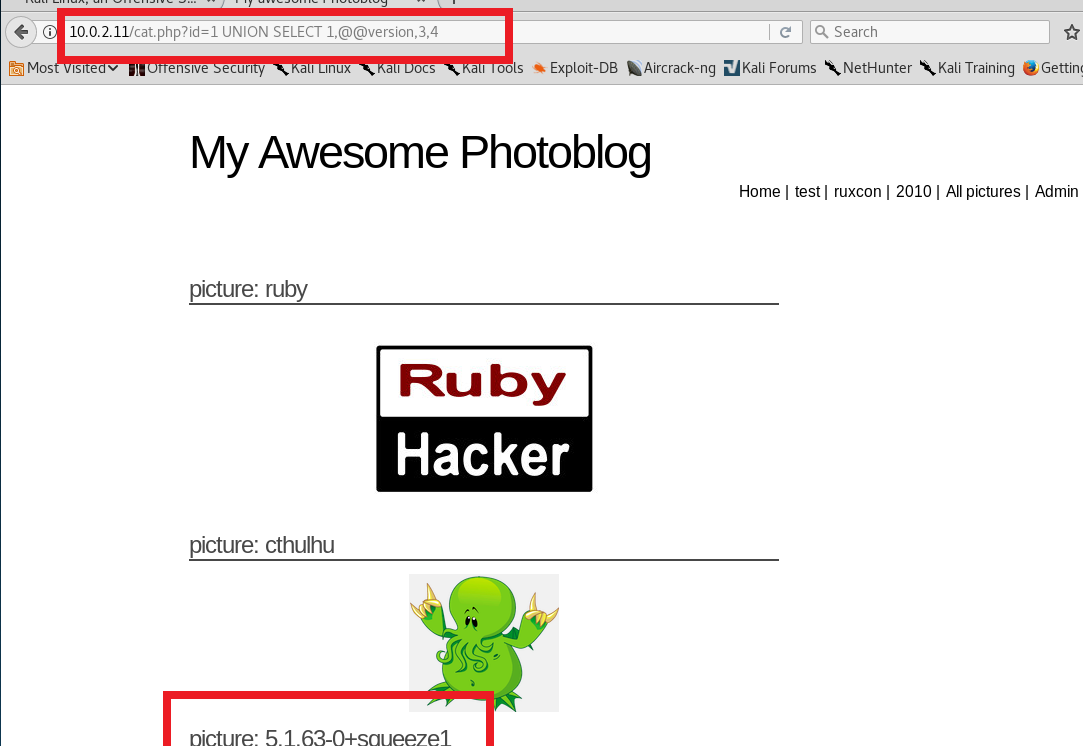 Kali Linux, an Offensive S...
My awesome Photoblog
10.0.2.11/cat.php?id=1 UNION SELECT 1,@@version,3,4
Search
Most Visited
Offensive Security
Kali Linux
Kali Docs
Kali Tools
Exploit-DB
Aircrack-ng
Kali Forums
NetHunter
Kali Training
Getting
My Awesome Photoblog
Home | test | ruxcon | 2010 | All pictures | Admin
picture: ruby
Ruby
Hacker
picture: cthulhu
picture: 5.1.63-0+squeeze1